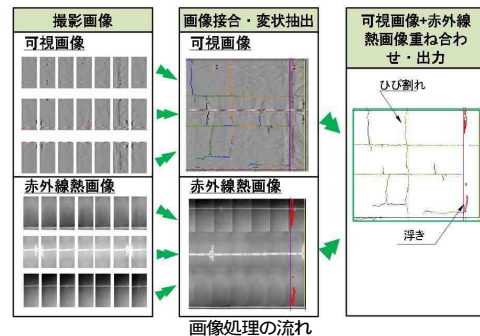 撮影画像
可視画像
赤外線熱画像
画像接合・変状抽出
可視画像
赤外線熱画像
可視画像+赤外線
熱画像重ね合わ
せ・出力
ひび割れ
浮き
画像処理の流れ